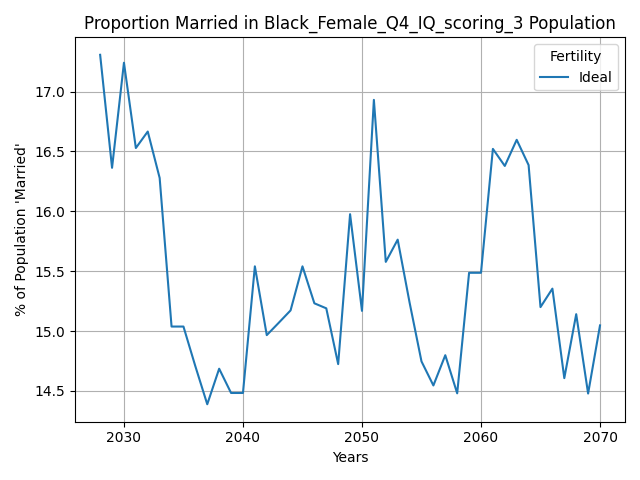 Proportion Married in Black_Female_Q4_IQ_scoring_3 Population
Fertility
Ideal
% of Population 'Married'
17.0
16.5
16.0
15.5
15.0
14.5
2030 2040 2050 2060 2070
Years